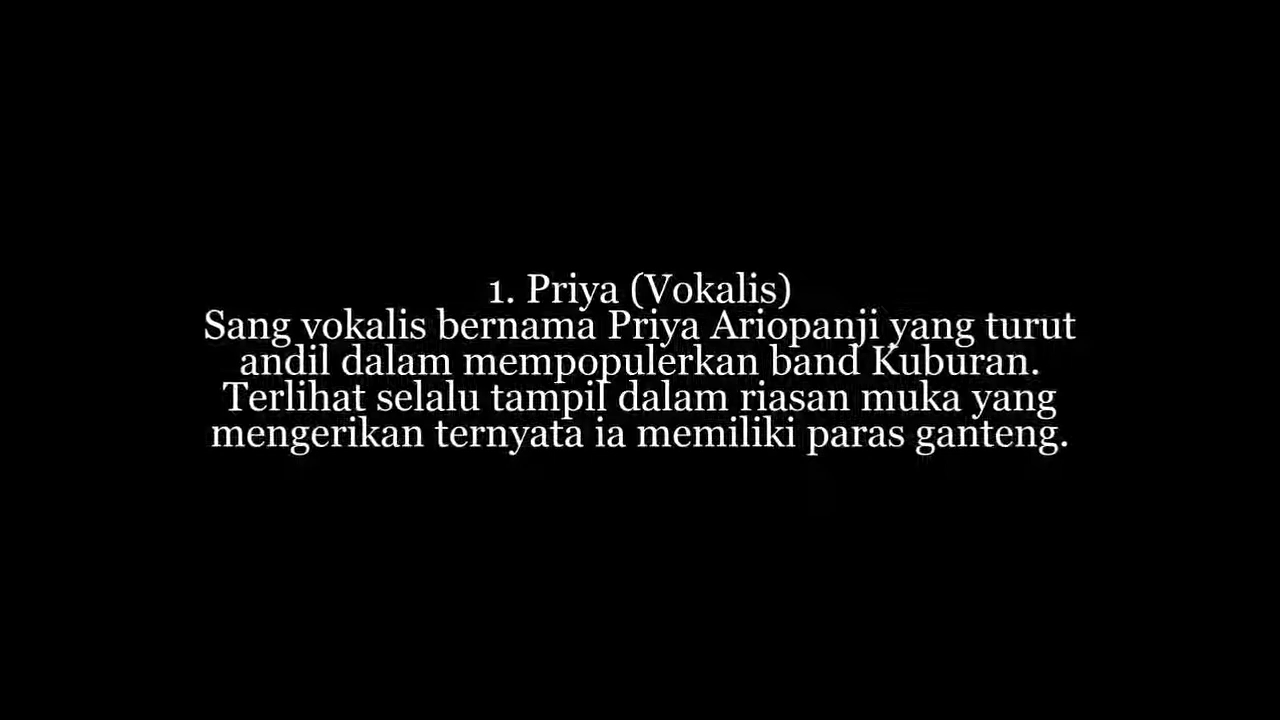 1. Priya (Vokalis)
Sang vokalis bernama Priya Ariopanji yang turut
andil dalam mempopulerkan band Kuburan.
Terlihat selalu tampil dalam riasan muka yang
mengerikan ternyata ia memiliki paras ganteng.